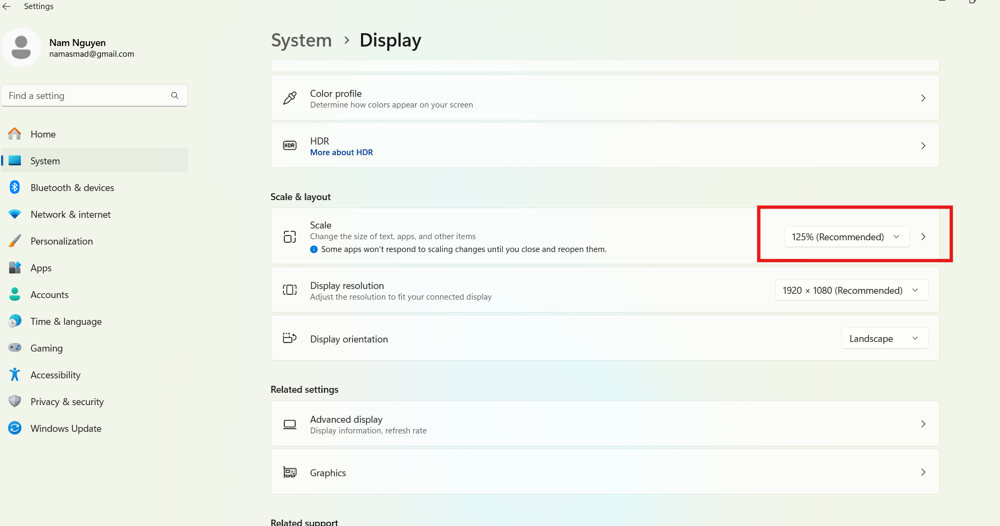 Settings
Nam Nguyen
namasmad@gmail.com
Find a setting
Home
System
Bluetooth & devices
Network & internet
Personalization
Apps
Accounts
Time & language
Gaming
Accessibility
Privacy & security
Windows Update
System > Display
Color profile
Determine how colors appear on your screen
HDR
HDR
More about HDR
Scale & layout
Scale
Change the size of text, apps, and other items
Some apps won't respond to scaling changes until you close and reopen them.
125% (Recommended)
Display resolution
Adjust the resolution to fit your connected display
1920 × 1080 (Recommended)
Display orientation
Landscape
Related settings
Advanced display
Display information, refresh rate
Graphics
Related support